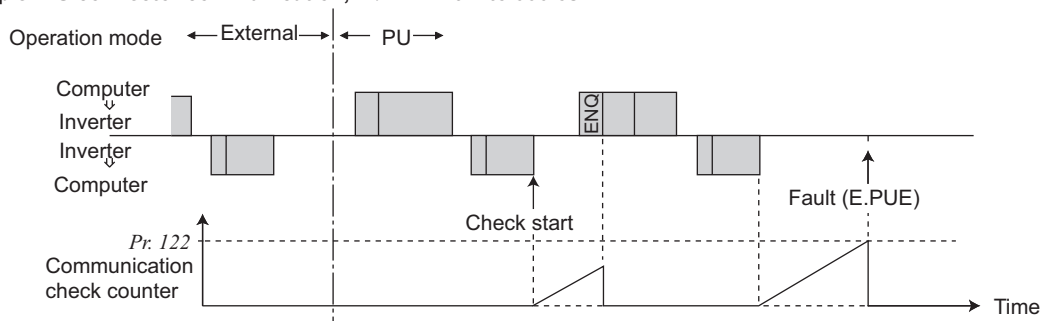 Operation mode
External
PU
Computer
Inverter
Inverter
Computer
ENQ
Fault (E.PUE)
Check start
Pr. 122
Communication
check counter
Time